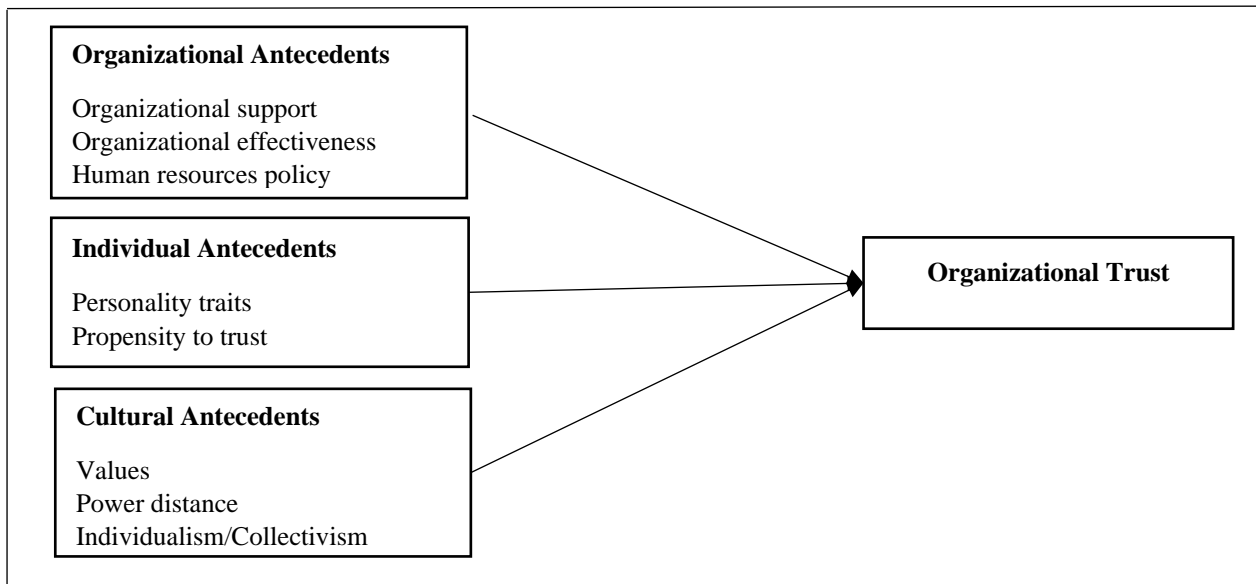 Organizational Antecedents
Organizational support
Organizational effectiveness
Human resources policy
Individual Antecedents
Personality traits
Propensity to trust
Cultural Antecedents
Values
Power distance
Individualism/Collectivism
Organizational Trust